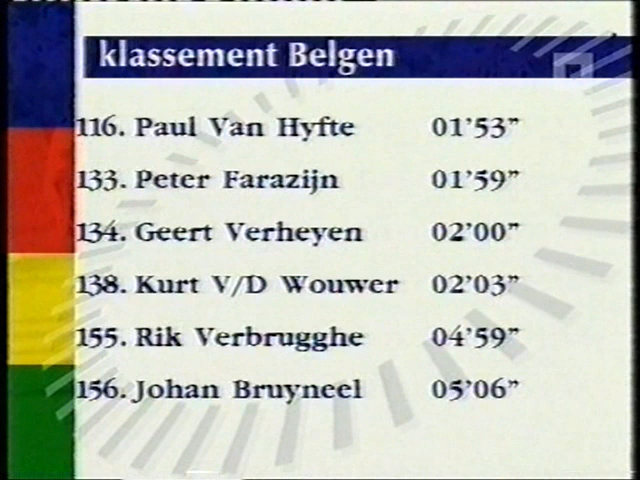 klassement Belgen
116. Paul Van Hyfte 01'53"
133. Peter Farazijn 01'59"
134. Geert Verheyen 02'00"
138. Kurt V/D Wouwer 02'03"
155. Rik Verbrugghe 04'59"
156. Johan Bruyneel 05'06"